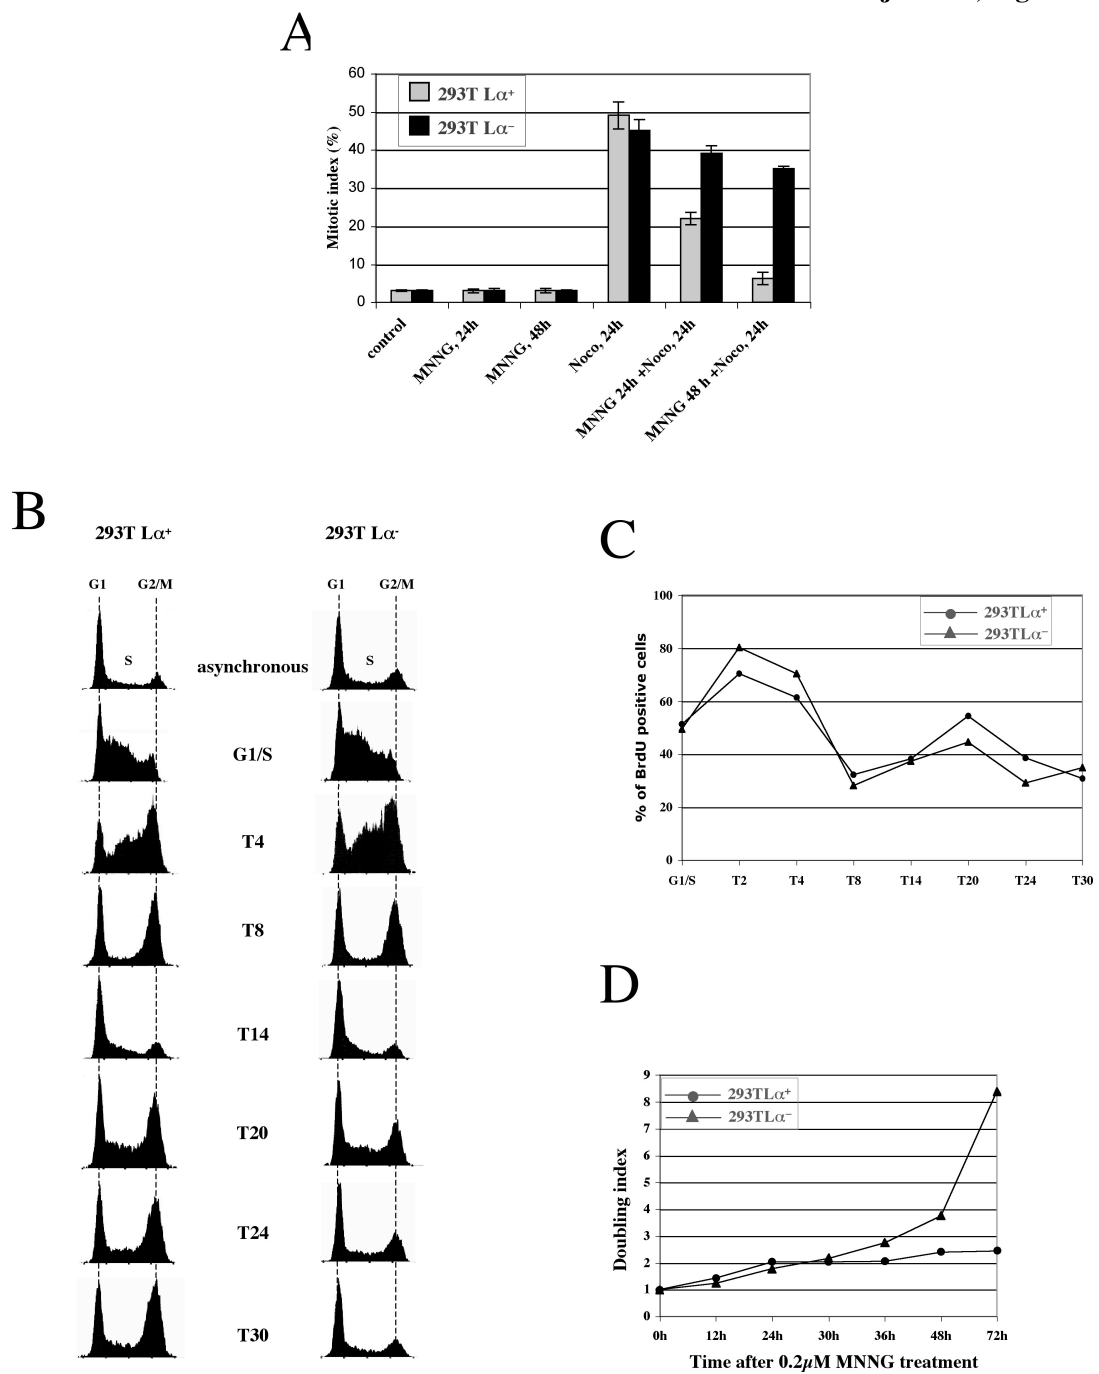 A
60
50
40
30
20
10
0
Mitotic index (%)
293T Lα+
293T Lα−
control
MNNG, 24h
MNNG, 48h
Noco, 24h
MNNG 24h +Noco, 24h
MNNG 48 h +Noco, 24h
B
293T Lα+ 293T Lα-
G1 G2/M G1 G2/M
S asynchronous S
G1/S
T4
T8
T14
T20
T24
T30
C
100
80
60
40
20
0
% of BrdU positive cells
293TLα+
293TLα−
G1/S T2 T4 T8 T14 T20 T24 T30
D
9
8
7
6
5
4
3
2
1
0
Doubling index
293TLα+
293TLα−
0h 12h 24h 30h 36h 48h 72h
Time after 0.2µM MNNG treatment